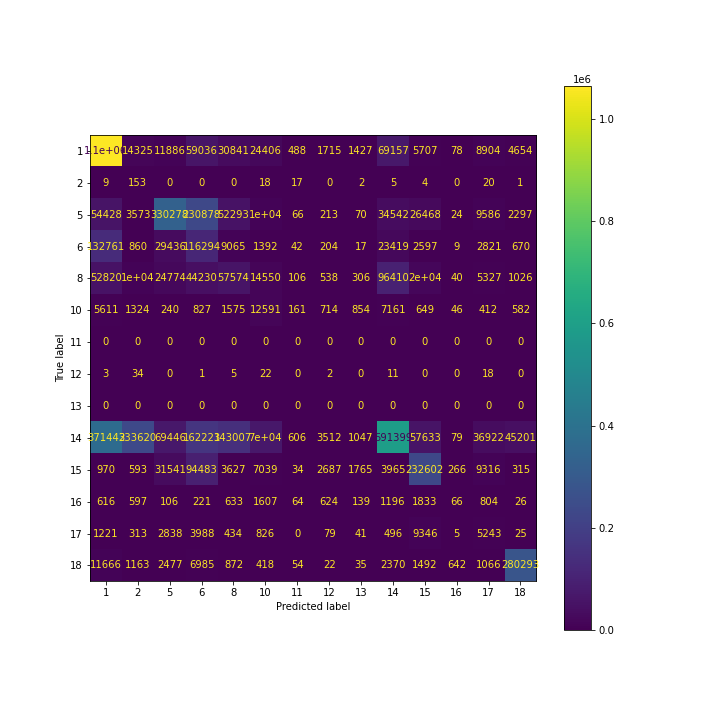 1e6
1 14325 11886 59036 30841 24406 488 1715 1427 69157 5707 78 8904 4654
2 9 153 0 0 0 18 17 0 2 5 4 0 20 1
5 54428 3573 330278 230878 52293 1e+04 66 213 70 34542 26468 24 9586 2297
6 132761 860 29436 116294 9065 1392 42 204 17 23419 2597 9 2821 670
8 52820 1e+04 24774 44230 57574 14550 106 538 306 96410 2e+04 40 5327 1026
10 5611 1324 240 827 1575 12591 161 714 854 7161 649 46 412 582
11 0 0 0 0 0 0 0 0 0 0 0 0 0 0
12 3 34 0 1 5 22 0 2 0 11 0 0 18 0
13 0 0 0 0 0 0 0 0 0 0 0 0 0 0
14 69446 3512 606 1047 57633 79 36922 45201
15 970 593 31541 94483 3627 7039 34 2687 1765 3965 232602 266 9316 315
16 616 597 106 221 633 1607 64 624 139 1196 1833 66 804 26
17 1221 313 2838 3988 434 826 0 79 41 496 9346 5 5243 25
18 11666 1163 2477 6985 872 418 54 22 35 2370 1492 642 1066 280293
1 2 5 6 8 10 11 12 13 14 15 16 17 18
Predicted label
True label
1.0
0.8
0.6
0.4
0.2
0.0